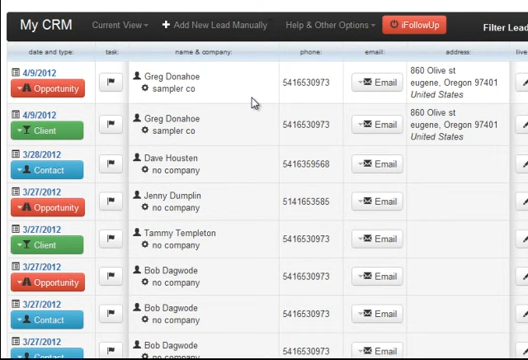 My CRM Current View Add New Lead Manually Help & Other Options iFollowUp Filter Lead
date and type: task: name & company: phone: email: address: live
4/9/2012 Greg Donahoe 860 Olive st
Opportunity sampler co 5416530973 Email eugene, Oregon 97401
United States
4/9/2012 Greg Donahoe 860 Olive st
Client sampler co 5416530973 Email eugene, Oregon 97401
United States
3/28/2012 Dave Housten
Contact no company 5416359568 Email
3/27/2012 Jenny Dumplin
Opportunity no company 5141653585 Email
3/27/2012 Tammy Templeton
Client no company 5416530973 Email
3/27/2012 Bob Dagwode
Opportunity no company 5416530973 Email
3/27/2012 Bob Dagwode
Contact no company 5416530973 Email
3/27/2012 Bob Dagwode
Contact no company 5416530973 Email